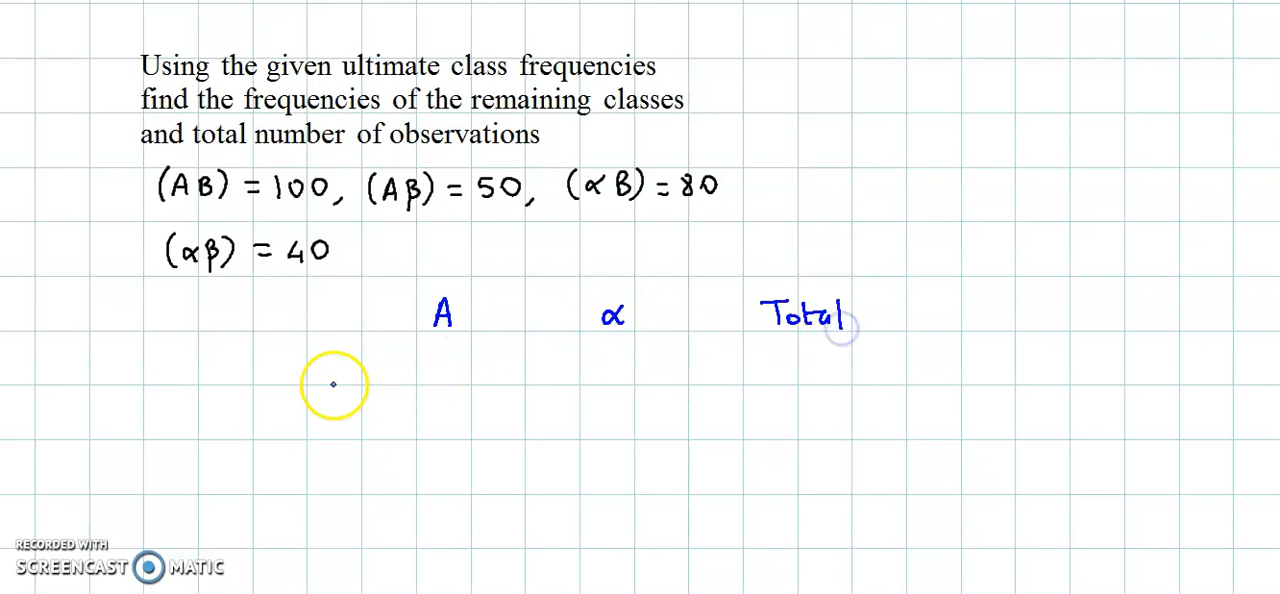 Using the given ultimate class frequencies
find the frequencies of the remaining classes
and total number of observations
(AB) = 100, (Aβ) = 50, (αB) = 80
(αβ) = 40
A α Total
RECORDED WITH
SCREENCAST MATIC